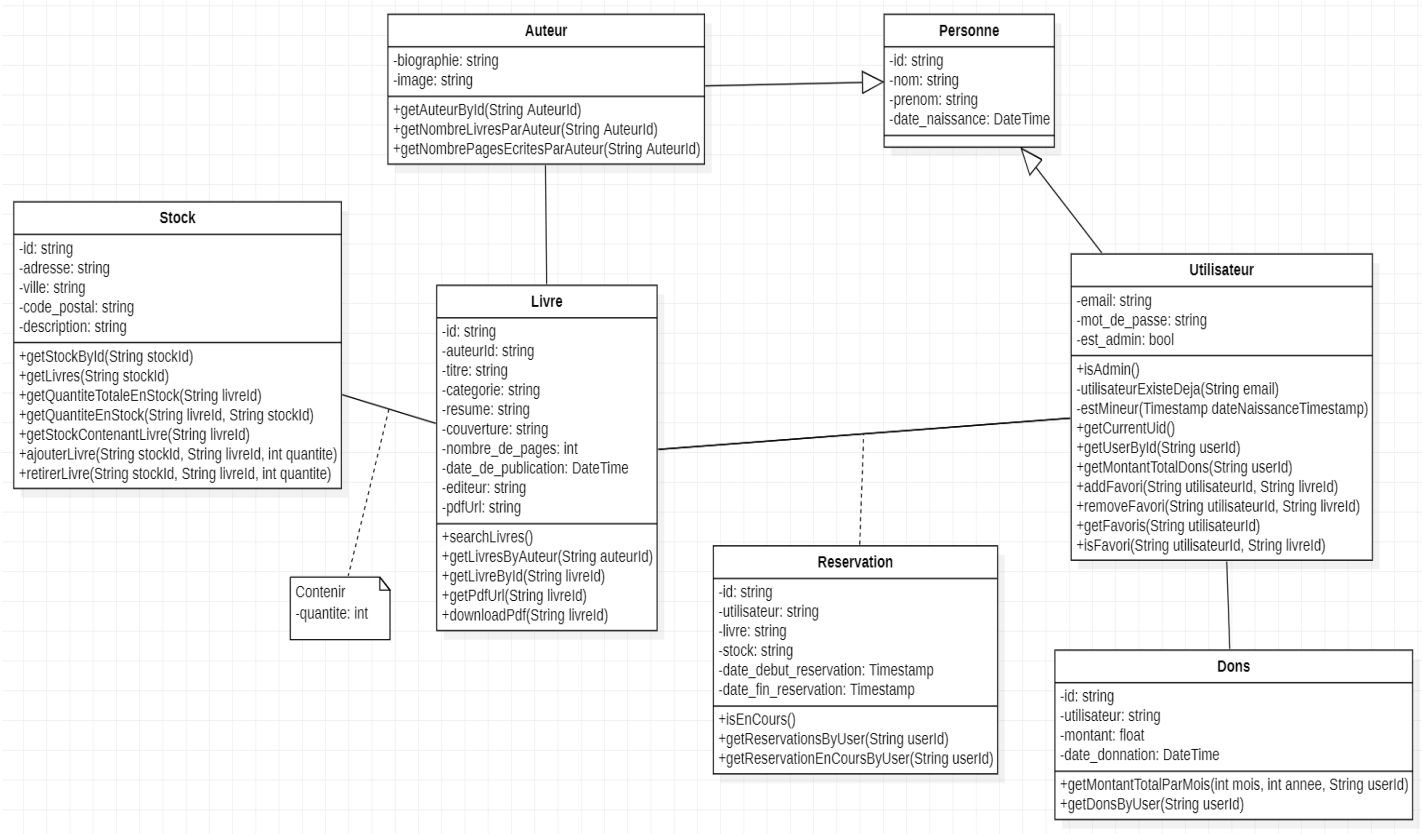 Auteur
-biographie: string
-image: string
+getAuteurById(String AuteurId)
+getNombreLivresParAuteur(String AuteurId)
+getNombrePagesEcritesParAuteur(String AuteurId)
Personne
-id: string
-nom: string
-prenom: string
-date_naissance: DateTime
Stock
-id: string
-adresse: string
-ville: string
-code_postal: string
-description: string
+getStockById(String stockId)
+getLivres(String stockId)
+getQuantiteTotaleEnStock(String livreId)
+getQuantiteEnStock(String livreId, String stockId)
+getStockContenantLivre(String livreId)
+ajouterLivre(String stockId, String livreId, int quantite)
+retirerLivre(String stockId, String livreId, int quantite)
Livre
-id: string
-auteurId: string
-titre: string
-categorie: string
-resume: string
-couverture: string
-nombre_de_pages: int
-date_de_publication: DateTime
-editeur: string
-pdfUrl: string
+searchLivres()
+getLivresByAuteur(String auteurId)
+getLivreById(String livreId)
+getPdfUrl(String livreId)
+downloadPdf(String livreId)
Utilisateur
-email: string
-mot_de_passe: string
-est_admin: bool
+isAdmin()
-utilisateurExisteDeja(String email)
-estMineur(Timestamp dateNaissanceTimestamp)
+getCurrentUid()
+getUserById(String userId)
+getMontantTotalDons(String userId)
+addFavori(String utilisateurId, String livreId)
+removeFavori(String utilisateurId, String livreId)
+getFavoris(String utilisateurId)
+isFavori(String utilisateurId, String livreId)
Contenir
-quantite: int
Reservation
-id: string
-utilisateur: string
-livre: string
-stock: string
-date_debut_reservation: Timestamp
-date_fin_reservation: Timestamp
+isEnCours()
+getReservationsByUser(String userId)
+getReservationEnCoursByUser(String userId)
Dons
-id: string
-utilisateur: string
-montant: float
-date_donnation: DateTime
+getMontantTotalParMois(int mois, int annee, String userId)
+getDonsByUser(String userId)